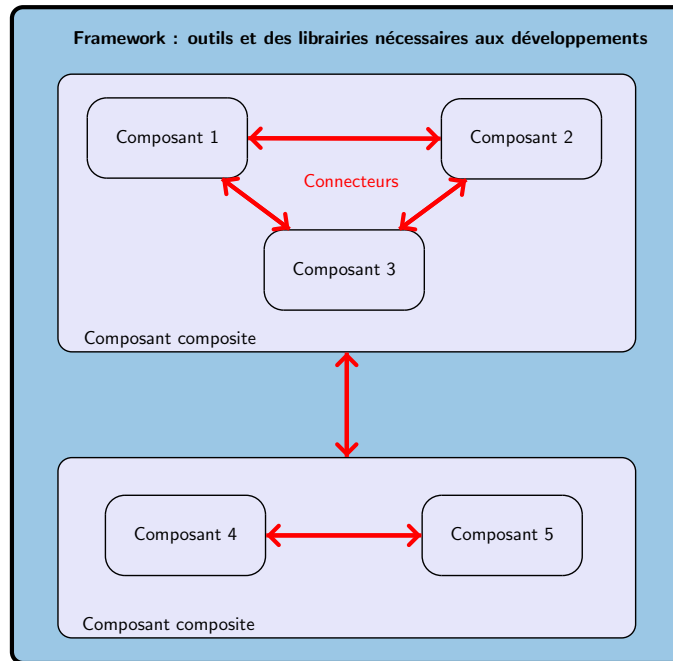 Framework : outils et des librairies nécessaires aux développements
Composant 1
Composant 2
Connecteurs
Composant 3
Composant composite
Composant 4
Composant 5
Composant composite